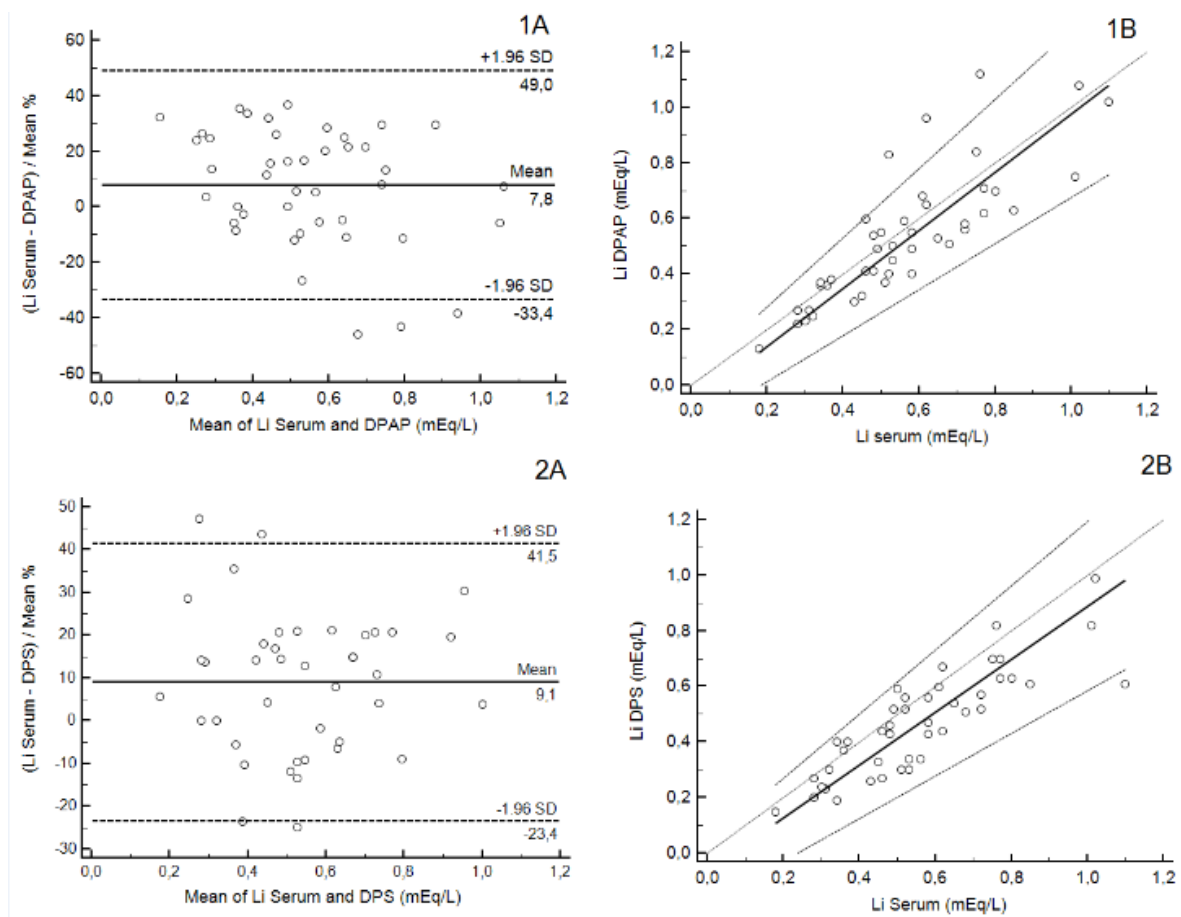 1A
60
40
20
0
-20
-40
-60
+1.96 SD
49,0
Mean
7,8
-1.96 SD
-33,4
0,0 0,2 0,4 0,6 0,8 1,0 1,2
Mean of Li Serum and DPAP (mEq/L)
(Li Serum - DPAP) / Mean %
1B
1,2
1,0
0,8
0,6
0,4
0,2
0,0
0,0 0,2 0,4 0,6 0,8 1,0 1,2
Li serum (mEq/L)
Li DPAP (mEq/L)
2A
50
40
30
20
10
0
-10
-20
-30
+1.96 SD
41,5
Mean
9,1
-1.96 SD
-23,4
0,0 0,2 0,4 0,6 0,8 1,0 1,2
Mean of Li Serum and DPS (mEq/L)
(Li Serum - DPS) / Mean %
2B
1,2
1,0
0,8
0,6
0,4
0,2
0,0
0,0 0,2 0,4 0,6 0,8 1,0 1,2
Li Serum (mEq/L)
Li DPS (mEq/L)